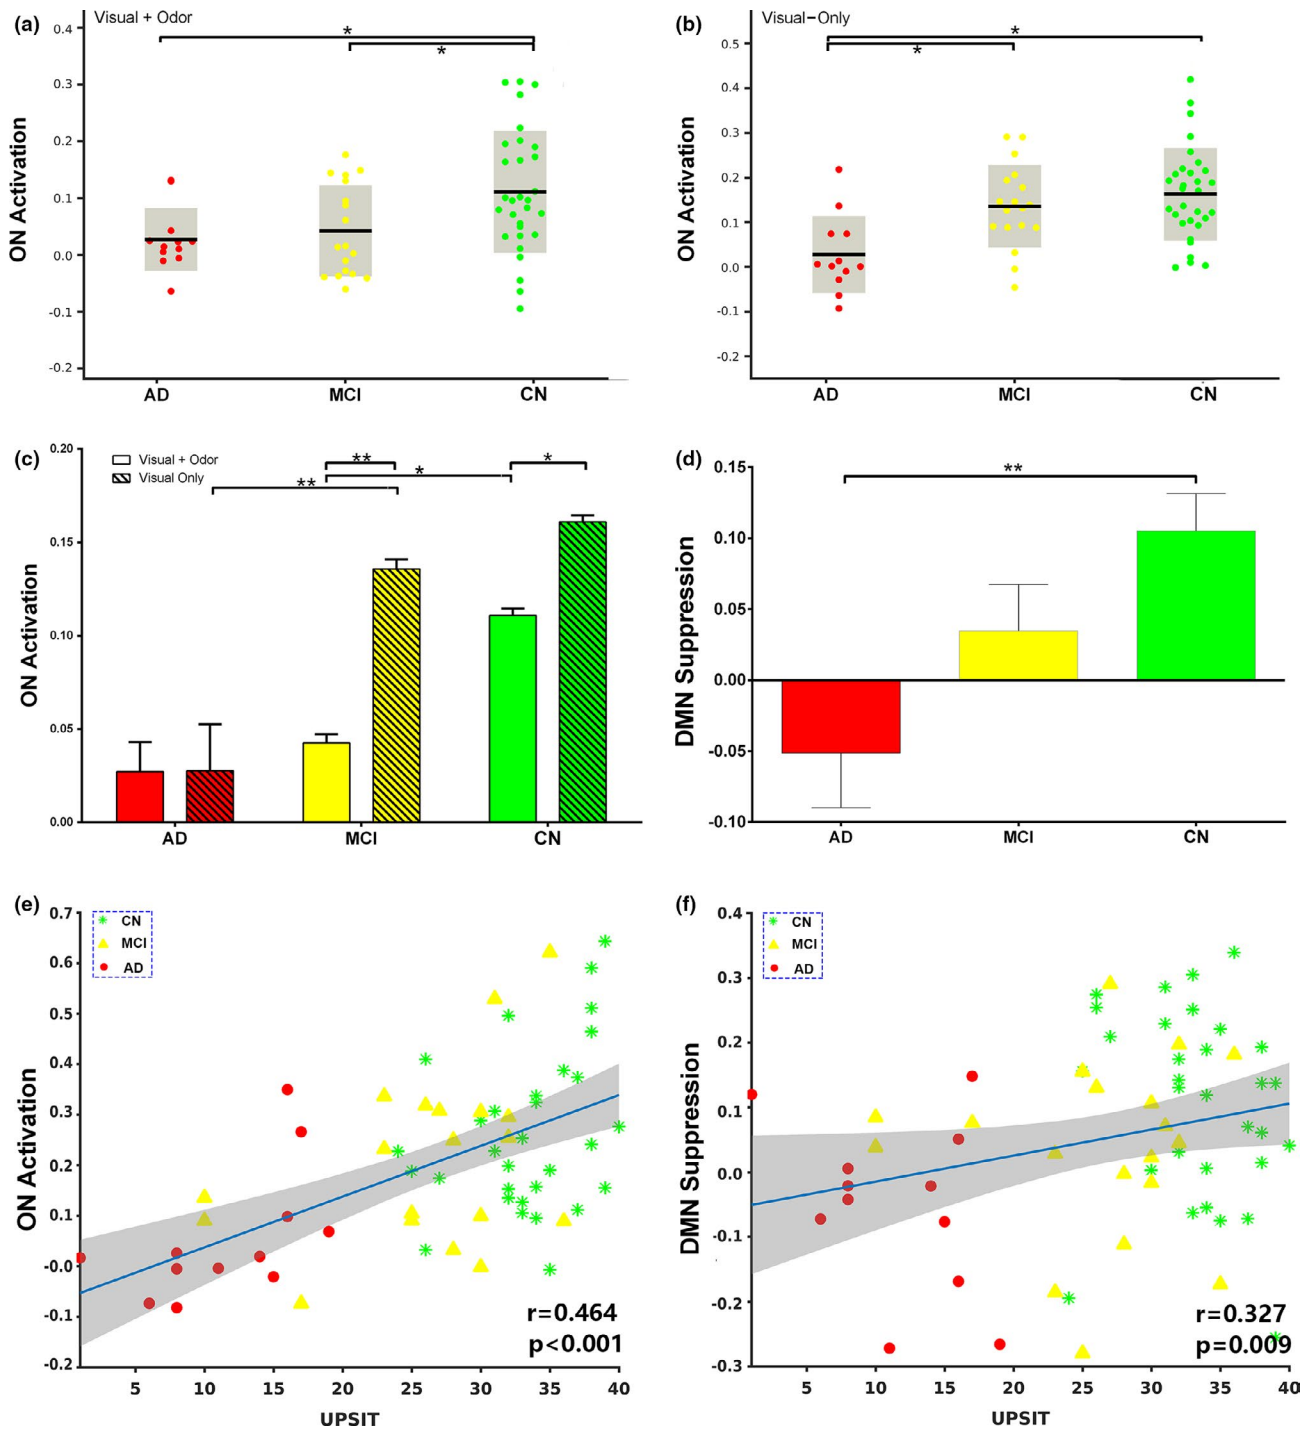 (a)
Visual + Odor
*
*
ON Activation
0.4
0.3
0.2
0.1
0.0
-0.1
-0.2
AD MCI CN
(b)
Visual-Only
*
*
ON Activation
0.5
0.4
0.3
0.2
0.1
0.0
-0.1
-0.2
AD MCI CN
(c)
Visual + Odor
Visual Only
**
*
**
*
ON Activation
0.20
0.15
0.10
0.05
0.00
AD MCI CN
(d)
**
DMN Suppression
0.15
0.10
0.05
0.00
-0.05
-0.10
AD MCI CN
(e)
CN
MCI
AD
ON Activation
0.7
0.6
0.5
0.4
0.3
0.2
0.1
-0.0
-0.1
-0.2
r=0.464
p<0.001
5 10 15 20 25 30 35 40
UPSIT
(f)
CN
MCI
AD
DMN Suppression
0.4
0.3
0.2
0.1
0.0
-0.1
-0.2
-0.3
r=0.327
p=0.009
5 10 15 20 25 30 35 40
UPSIT